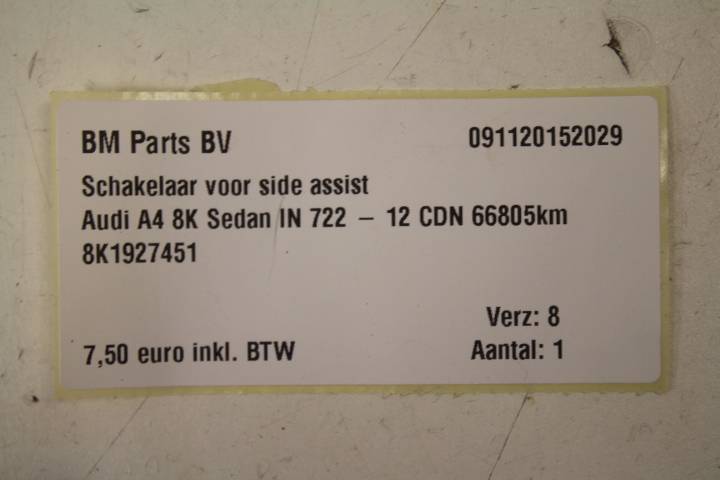 BM Parts BV 091120152029
Schakelaar voor side assist
Audi A4 8K Sedan IN 722 – 12 CDN 66805km
8K1927451
Verz: 8
7,50 euro inkl. BTW Aantal: 1